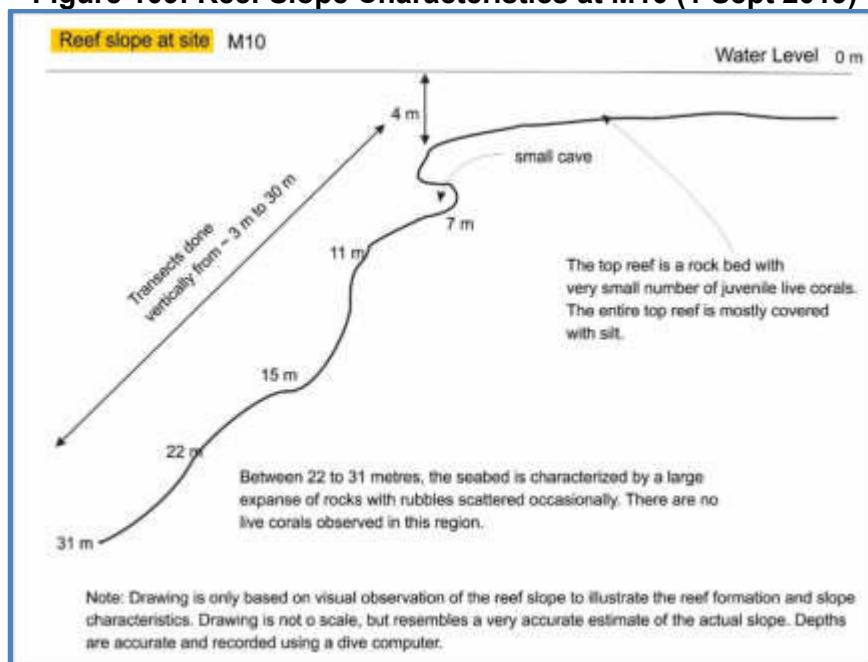 Reef slope at site M10
Water Level 0 m
4 m
small cave
7 m
11 m
Transects done
vertically from ~ 3 m to 30 m
The top reef is a rock bed with
very small number of juvenile live corals.
The entire top reef is mostly covered
with silt.
15 m
22 m
Between 22 to 31 metres, the seabed is characterized by a large
expanse of rocks with rubbles scattered occasionally. There are no
live corals observed in this region.
31 m
Note: Drawing is only based on visual observation of the reef slope to illustrate the reef formation and slope
characteristics. Drawing is not o scale, but resembles a very accurate estimate of the actual slope. Depths
are accurate and recorded using a dive computer.